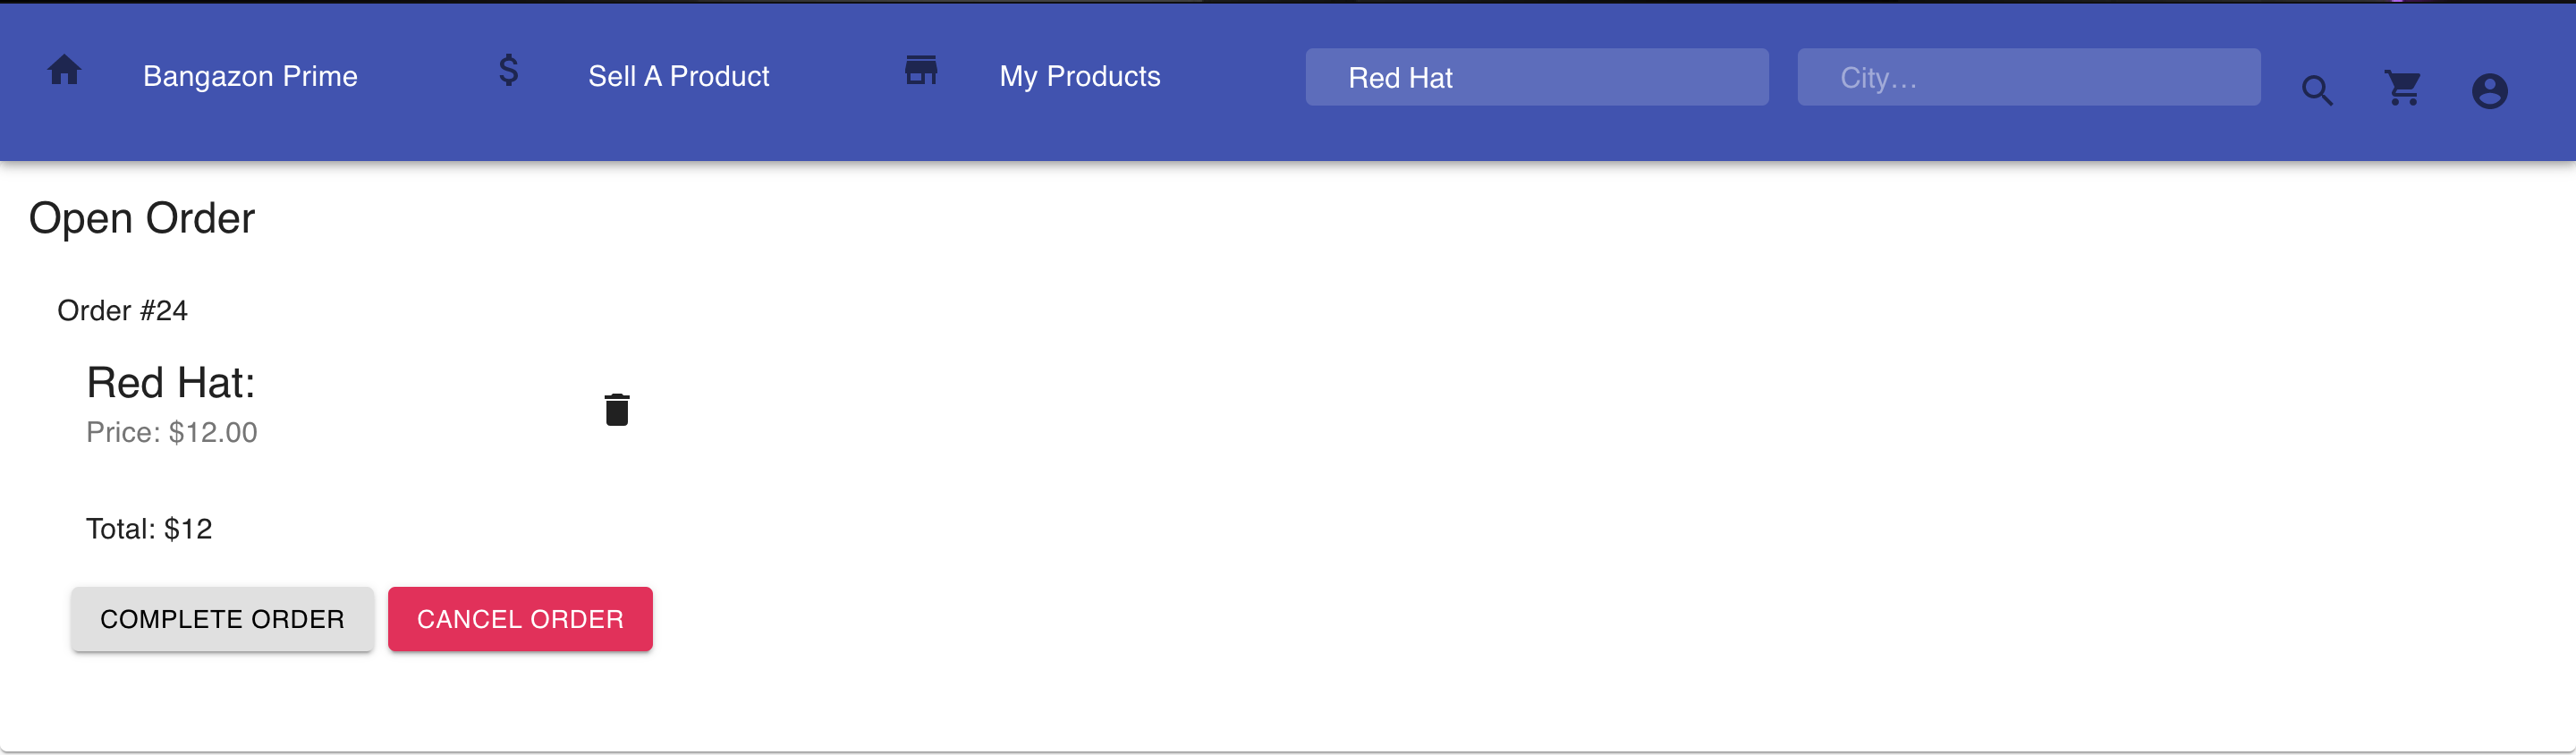 Bangazon Prime
Sell A Product
My Products
Red Hat
City...
Open Order
Order #24
Red Hat:
Price: $12.00
Total: $12
COMPLETE ORDER
CANCEL ORDER